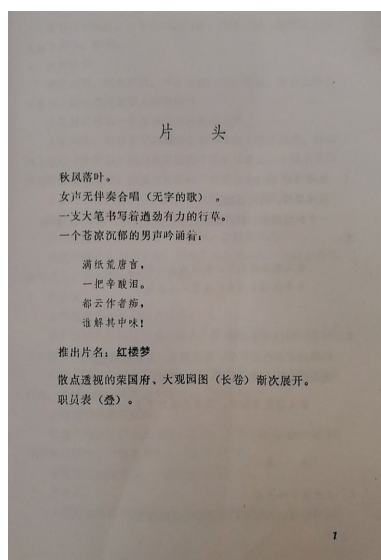 片 头
秋风落叶。
女声无伴奏合唱（无字的歌）。
一支大笔书写着遒劲有力的行草。
一个苍凉沉郁的男声吟诵着：
满纸荒唐言，
一把辛酸泪。
都云作者痴，
谁解其中味！
推出片名：红楼梦
散点透视的荣国府、大观园图（长卷）渐次展开。
职员表（叠）。
1